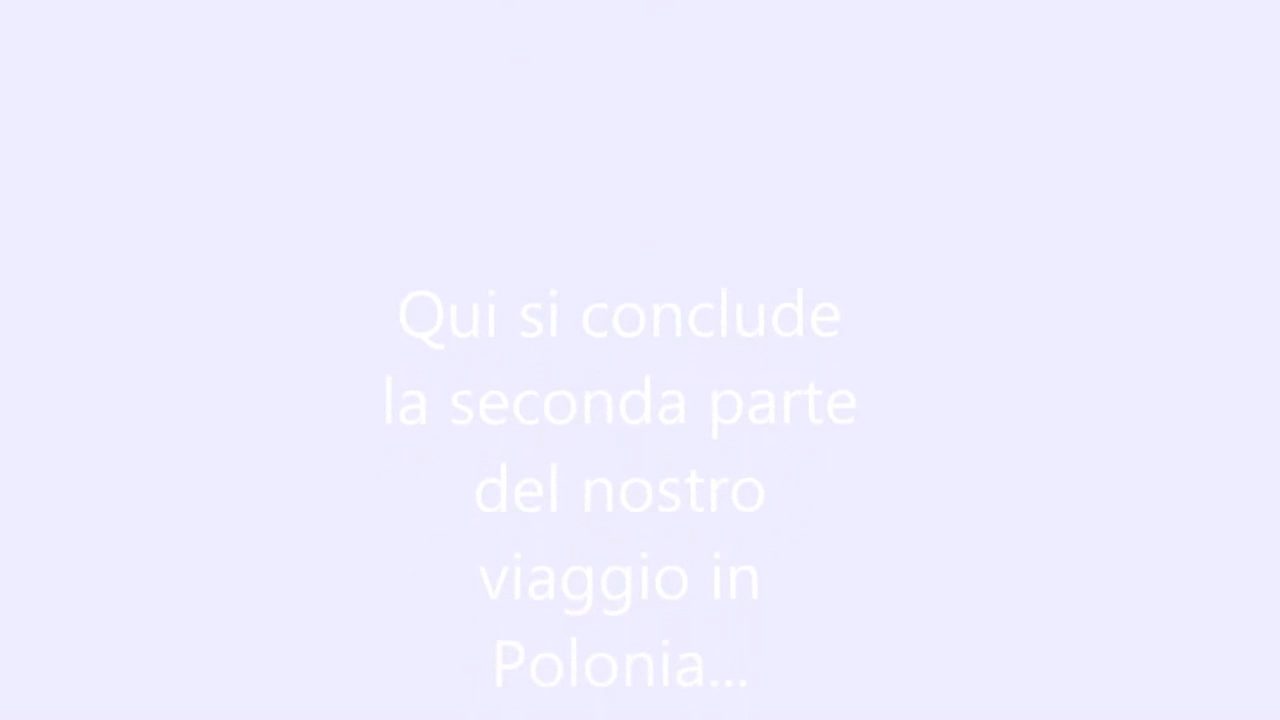 Qui si conclude
la seconda parte
del nostro
viaggio in
Polonia...